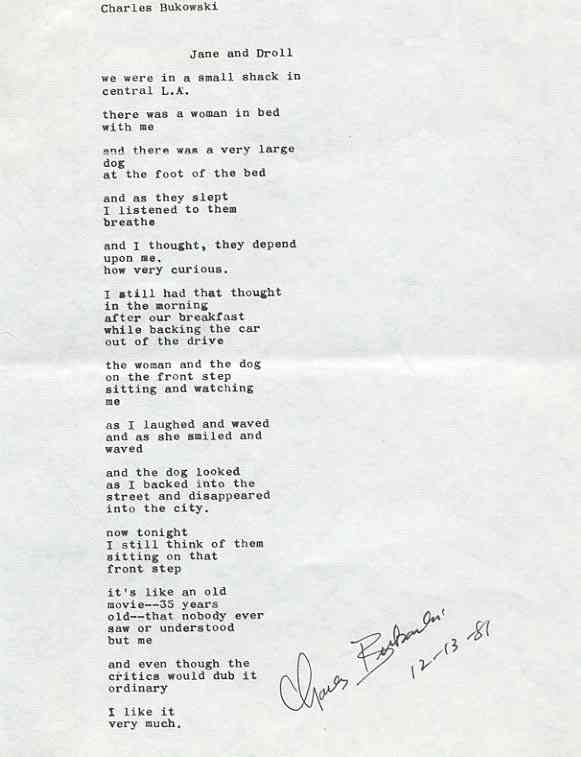 Charles Bukowski
Jane and Droll
we were in a small shack in
central L.A.
there was a woman in bed
with me
and there was a very large
dog
at the foot of the bed
and as they slept
I listened to them
breathe
and I thought, they depend
upon me.
how very curious.
I still had that thought
in the morning
after our breakfast
while backing the car
out of the drive
the woman and the dog
on the front step
sitting and watching
me
as I laughed and waved
and as she smiled and
waved
and the dog looked
as I backed into the
street and disappeared
into the city.
now tonight
I still think of them
sitting on that
front step
it's like an old
movie--35 years
old--that nobody ever
saw or understood
but me
and even though the
critics would dub it
ordinary
I like it
very much.
Charles Bukowski
12-13-81